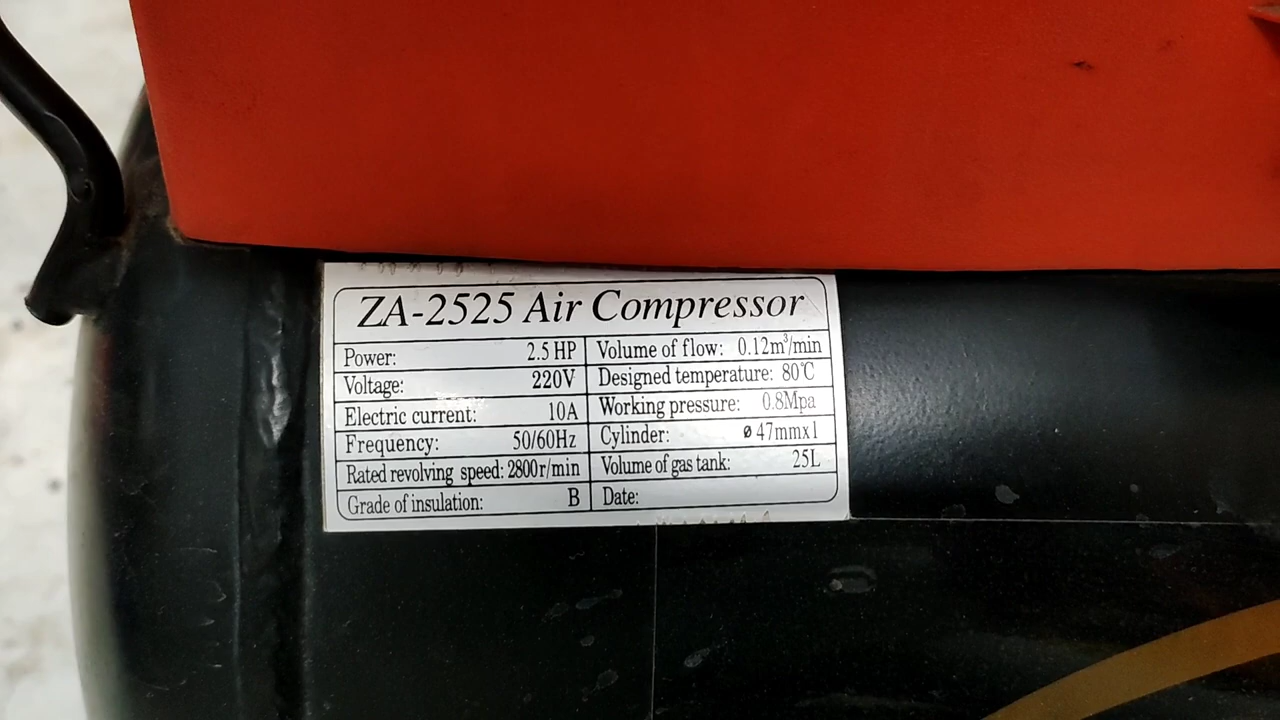 ZA-2525 Air Compressor
Power: 2.5 HP Volume of flow: 0.12m³/min
Voltage: 220V Designed temperature: 80℃
Electric current: 10A Working pressure: 0.8Mpa
Frequency: 50/60Hz Cylinder: ø47mmx1
Rated revolving speed: 2800r/min Volume of gas tank: 25L
Grade of insulation: B Date: